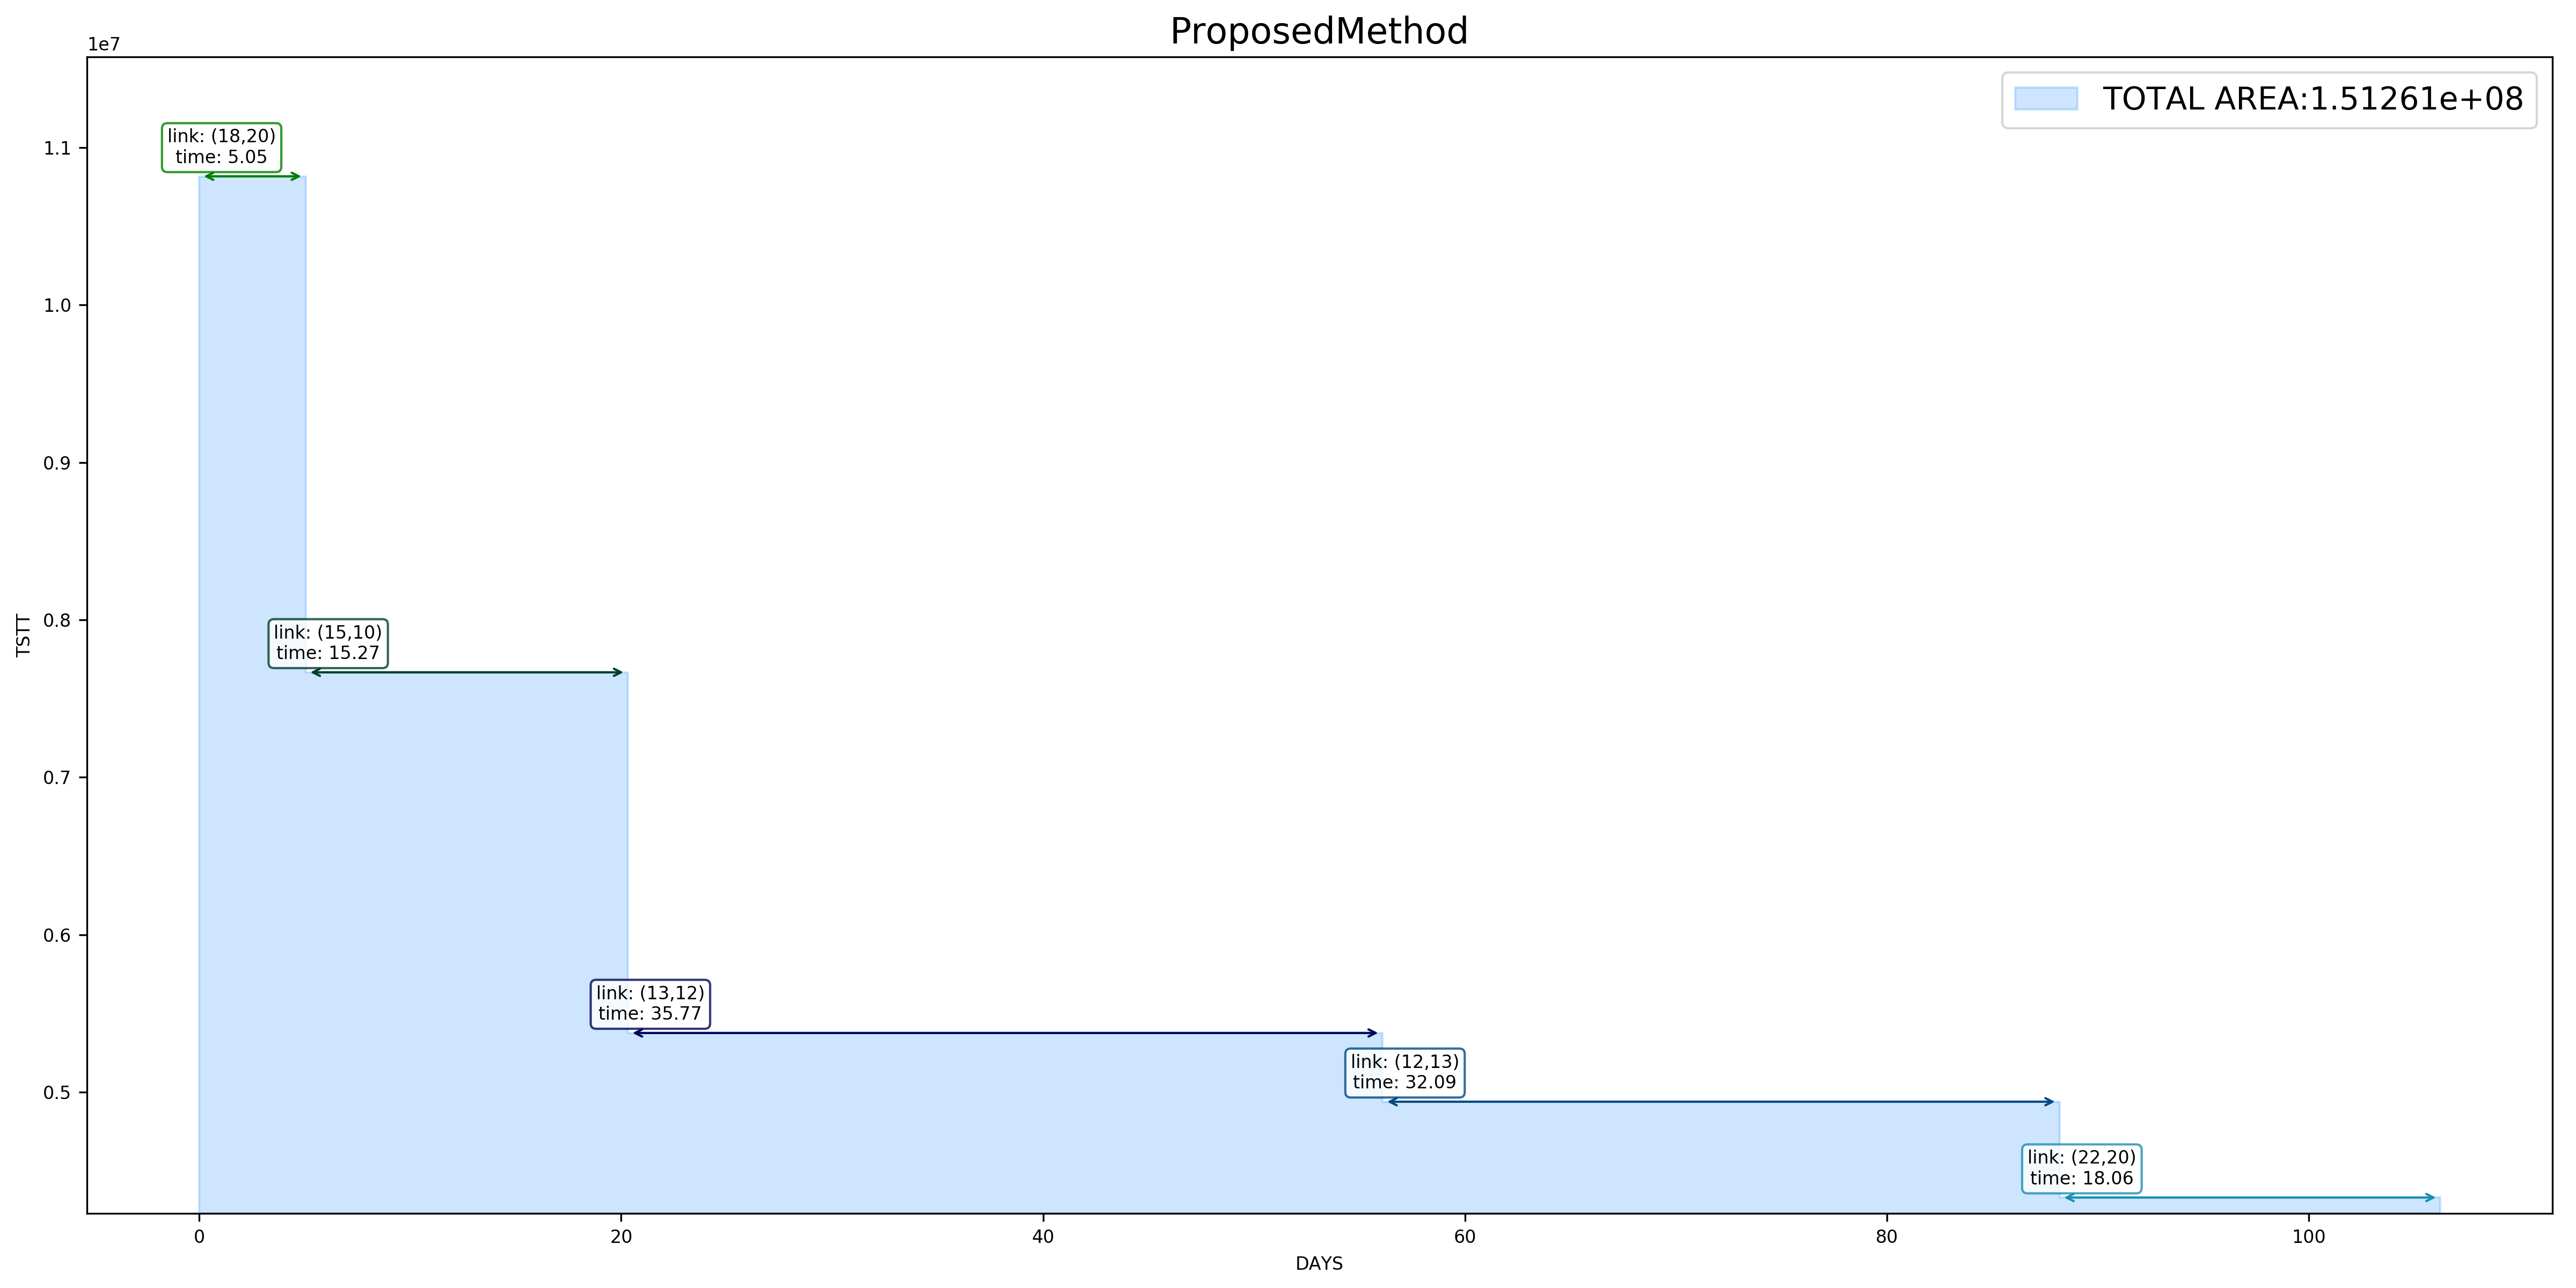 ProposedMethod
1e7
TOTAL AREA:1.51261e+08
link: (18,20)
time: 5.05
1.1
1.0
0.9
0.8
link: (15,10)
time: 15.27
TSTT
0.7
0.6
link: (13,12)
time: 35.77
link: (12,13)
time: 32.09
0.5
link: (22,20)
time: 18.06
0
20
40
60
80
100
DAYS